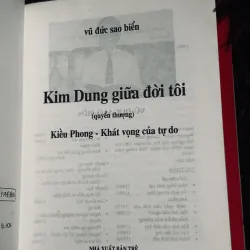 vũ đức sao biển
Kim Dung giữa đời tôi
(quyển thượng)
Kiều Phong - Khát vọng của tự do
NHÀ XUẤT BẢN TRẺ